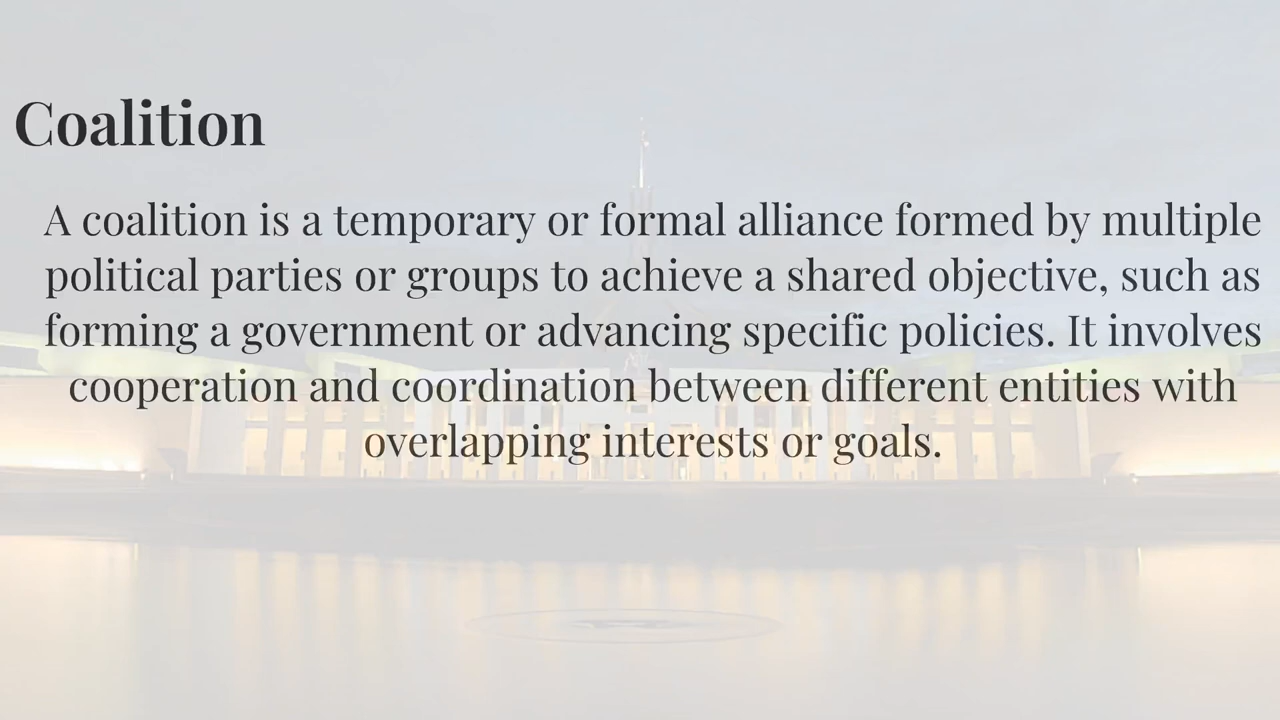 Coalition
A coalition is a temporary or formal alliance formed by multiple
political parties or groups to achieve a shared objective, such as
forming a government or advancing specific policies. It involves
cooperation and coordination between different entities with
overlapping interests or goals.